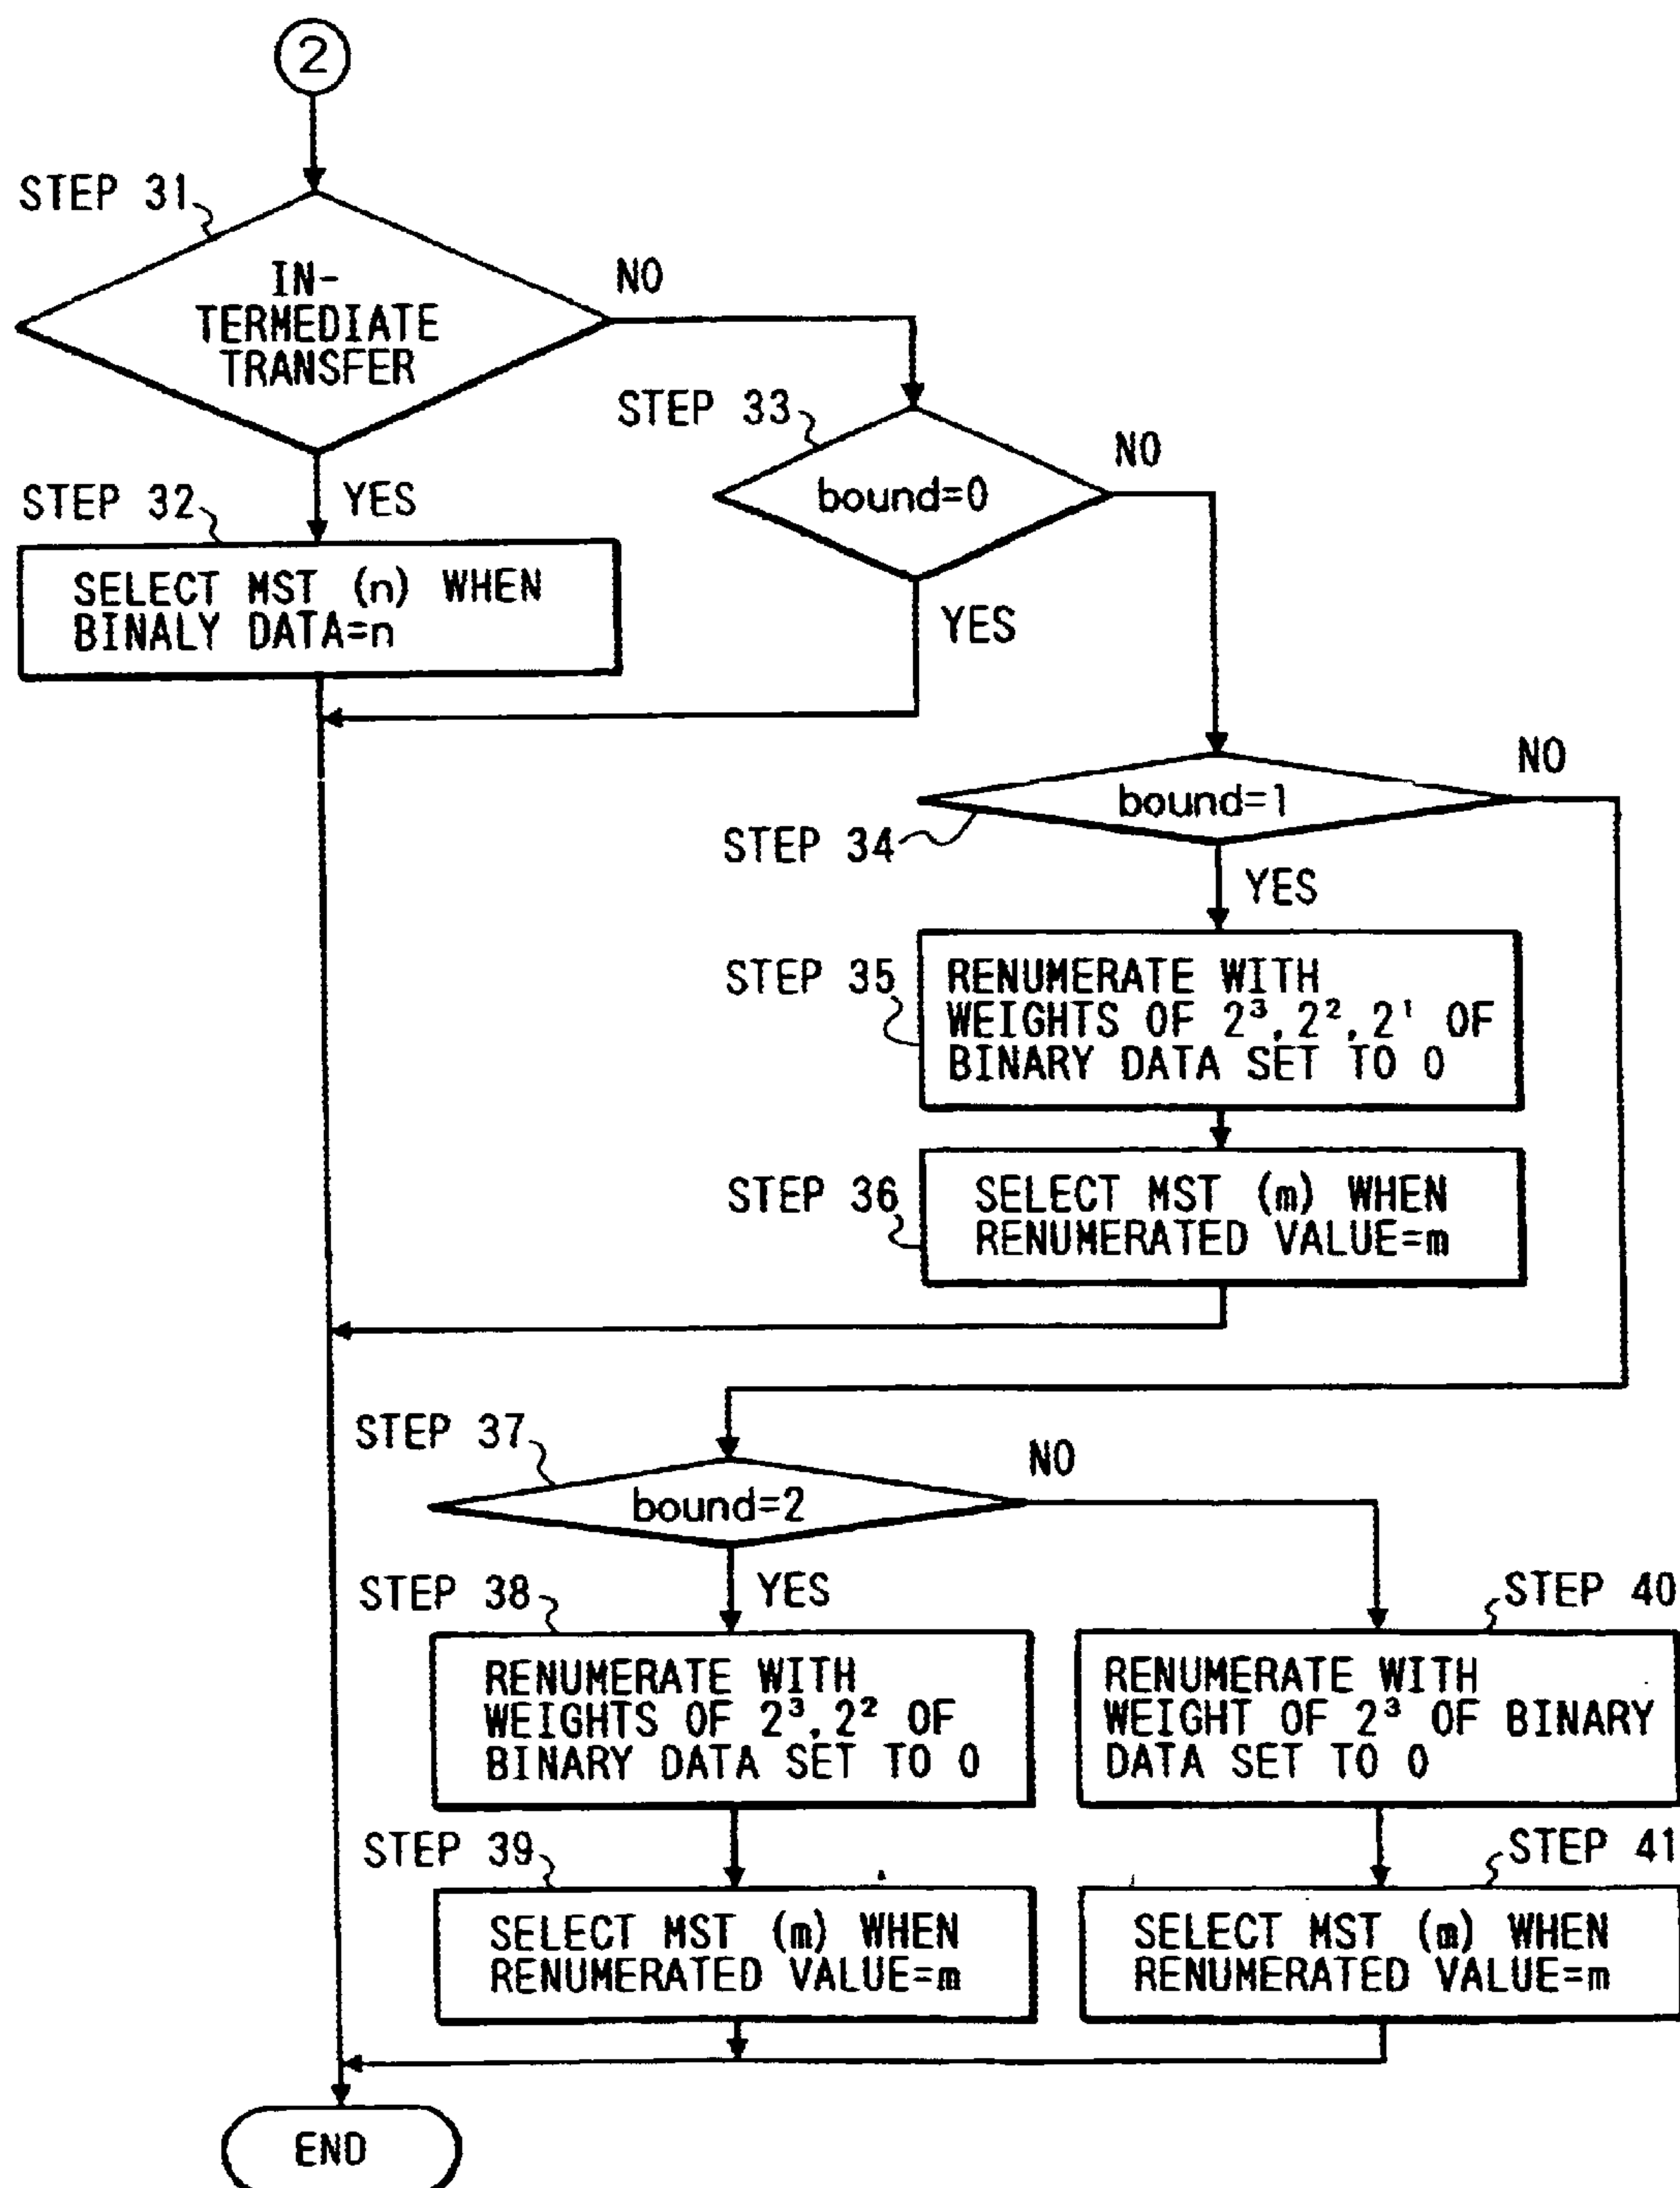 2
STEP 31
IN-
TERMEDIATE
TRANSFER
NO
YES
STEP 32
SELECT MST (n) WHEN
BINALY DATA=n
STEP 33
bound=0
NO
YES
bound=1
NO
STEP 34
YES
STEP 35
RENUMERATE WITH
WEIGHTS OF 2³,2²,2¹ OF
BINARY DATA SET TO 0
STEP 36
SELECT MST (m) WHEN
RENUMERATED VALUE=m
STEP 37
bound=2
NO
YES
STEP 38
RENUMERATE WITH
WEIGHTS OF 2³,2² OF
BINARY DATA SET TO 0
STEP 40
RENUMERATE WITH
WEIGHT OF 2³ OF BINARY
DATA SET TO 0
STEP 39
SELECT MST (m) WHEN
RENUMERATED VALUE=m
STEP 41
SELECT MST (m) WHEN
RENUMERATED VALUE=m
END